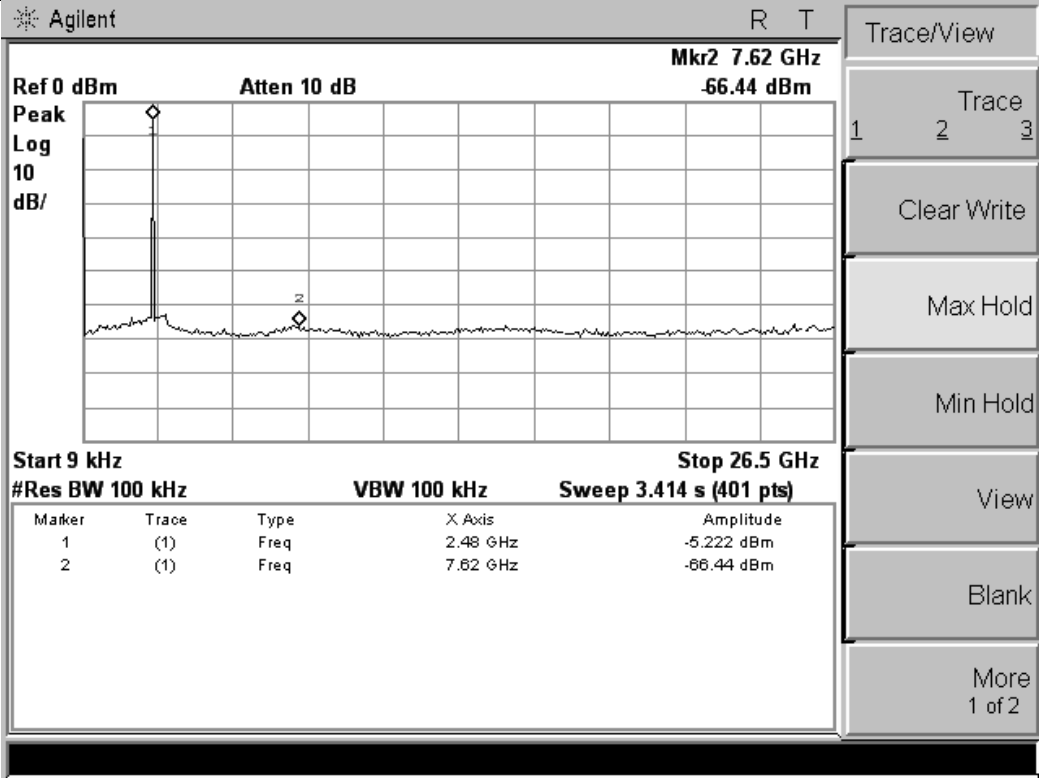 Agilent R T
Mkr2 7.62 GHz
Ref 0 dBm Atten 10 dB -66.44 dBm
Peak
Log
10
dB/
1
2
Start 9 kHz Stop 26.5 GHz
#Res BW 100 kHz VBW 100 kHz Sweep 3.414 s (401 pts)
Marker Trace Type X Axis Amplitude
1 (1) Freq 2.48 GHz -5.222 dBm
2 (1) Freq 7.62 GHz -66.44 dBm
Trace/View
Trace
1 2 3
Clear Write
Max Hold
Min Hold
View
Blank
More
1 of 2